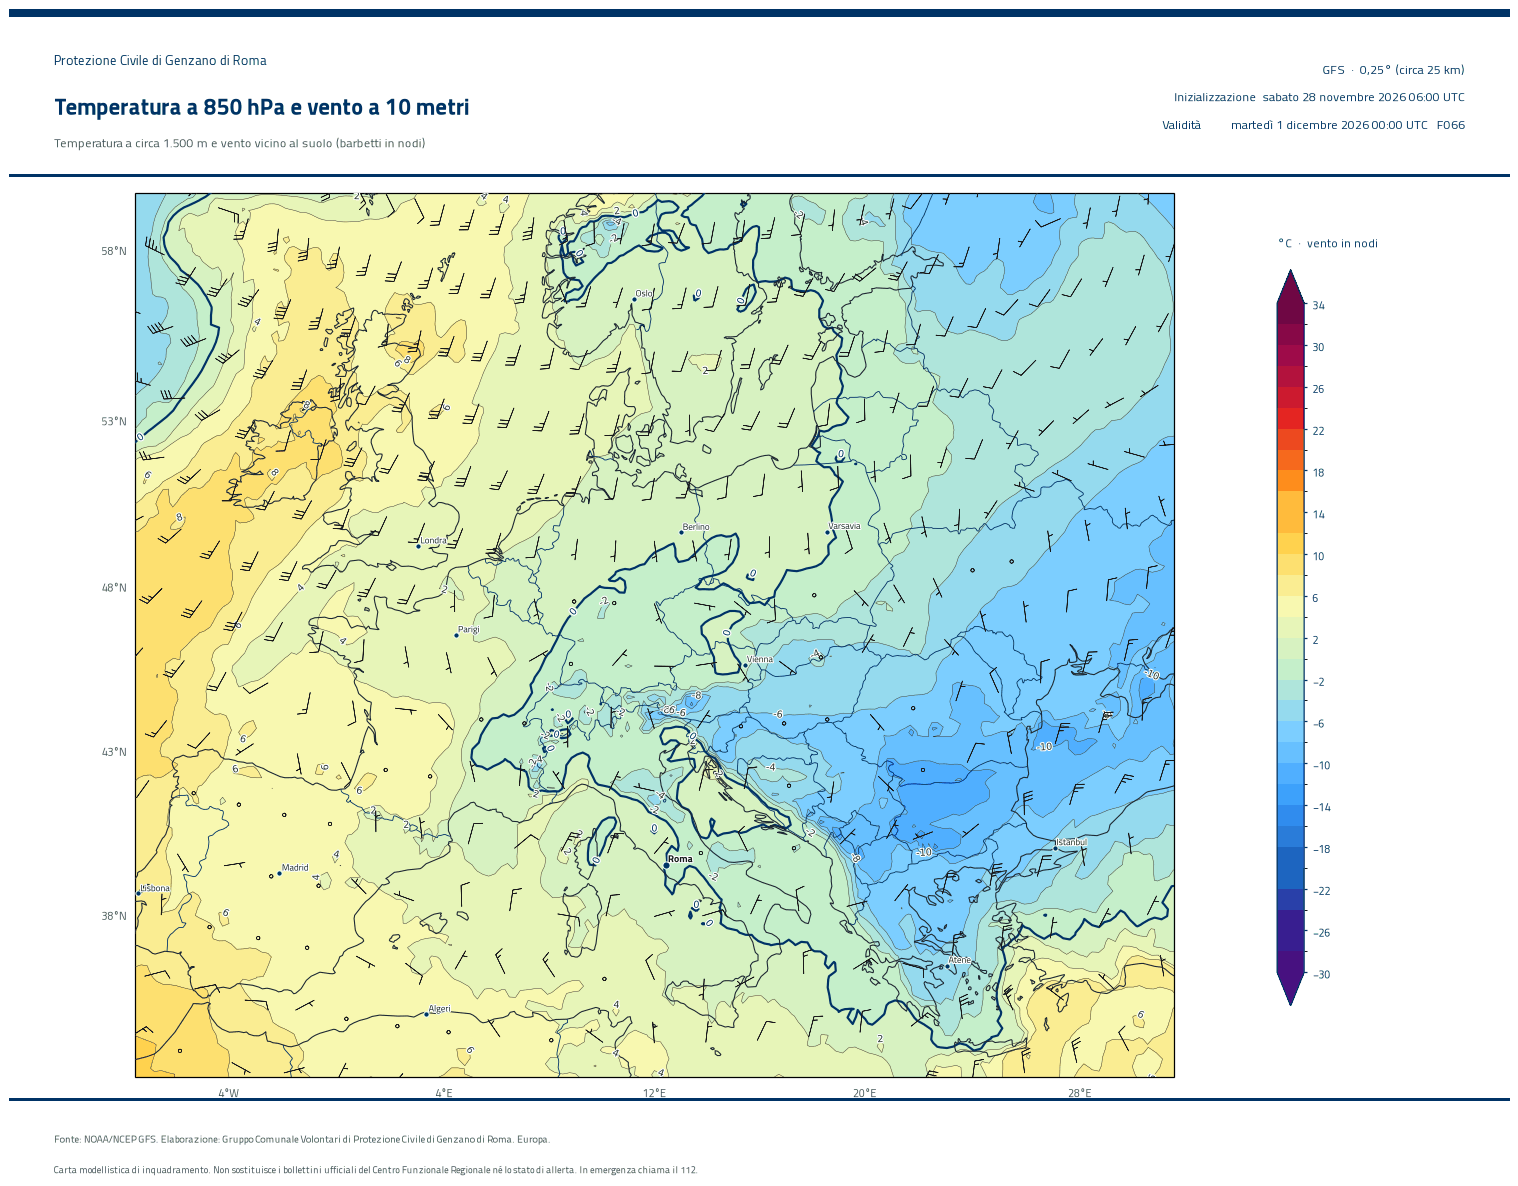 Protezione Civile di Genzano di Roma
Temperatura a 850 hPa e vento a 10 metri
Temperatura a circa 1.500 m e vento vicino al suolo (barbetti in nodi)
GFS · 0,25° (circa 25 km)
Inizializzazione sabato 28 novembre 2026 06:00 UTC
Validità martedì 1 dicembre 2026 00:00 UTC F066
°C · vento in nodi
34
30
26
22
18
14
10
6
2
−2
−6
−10
−14
−18
−22
−26
−30
58°N
53°N
48°N
43°N
38°N
Oslo
Berlino
Varsavia
Londra
Parigi
Vienna
Istanbul
Roma
Madrid
Lisbona
Atene
Algeri
4°W
4°E
12°E
20°E
28°E
Fonte: NOAA/NCEP GFS. Elaborazione: Gruppo Comunale Volontari di Protezione Civile di Genzano di Roma. Europa.
Carta modellistica di inquadramento. Non sostituisce i bollettini ufficiali del Centro Funzionale Regionale né lo stato di allerta. In emergenza chiama il 112.